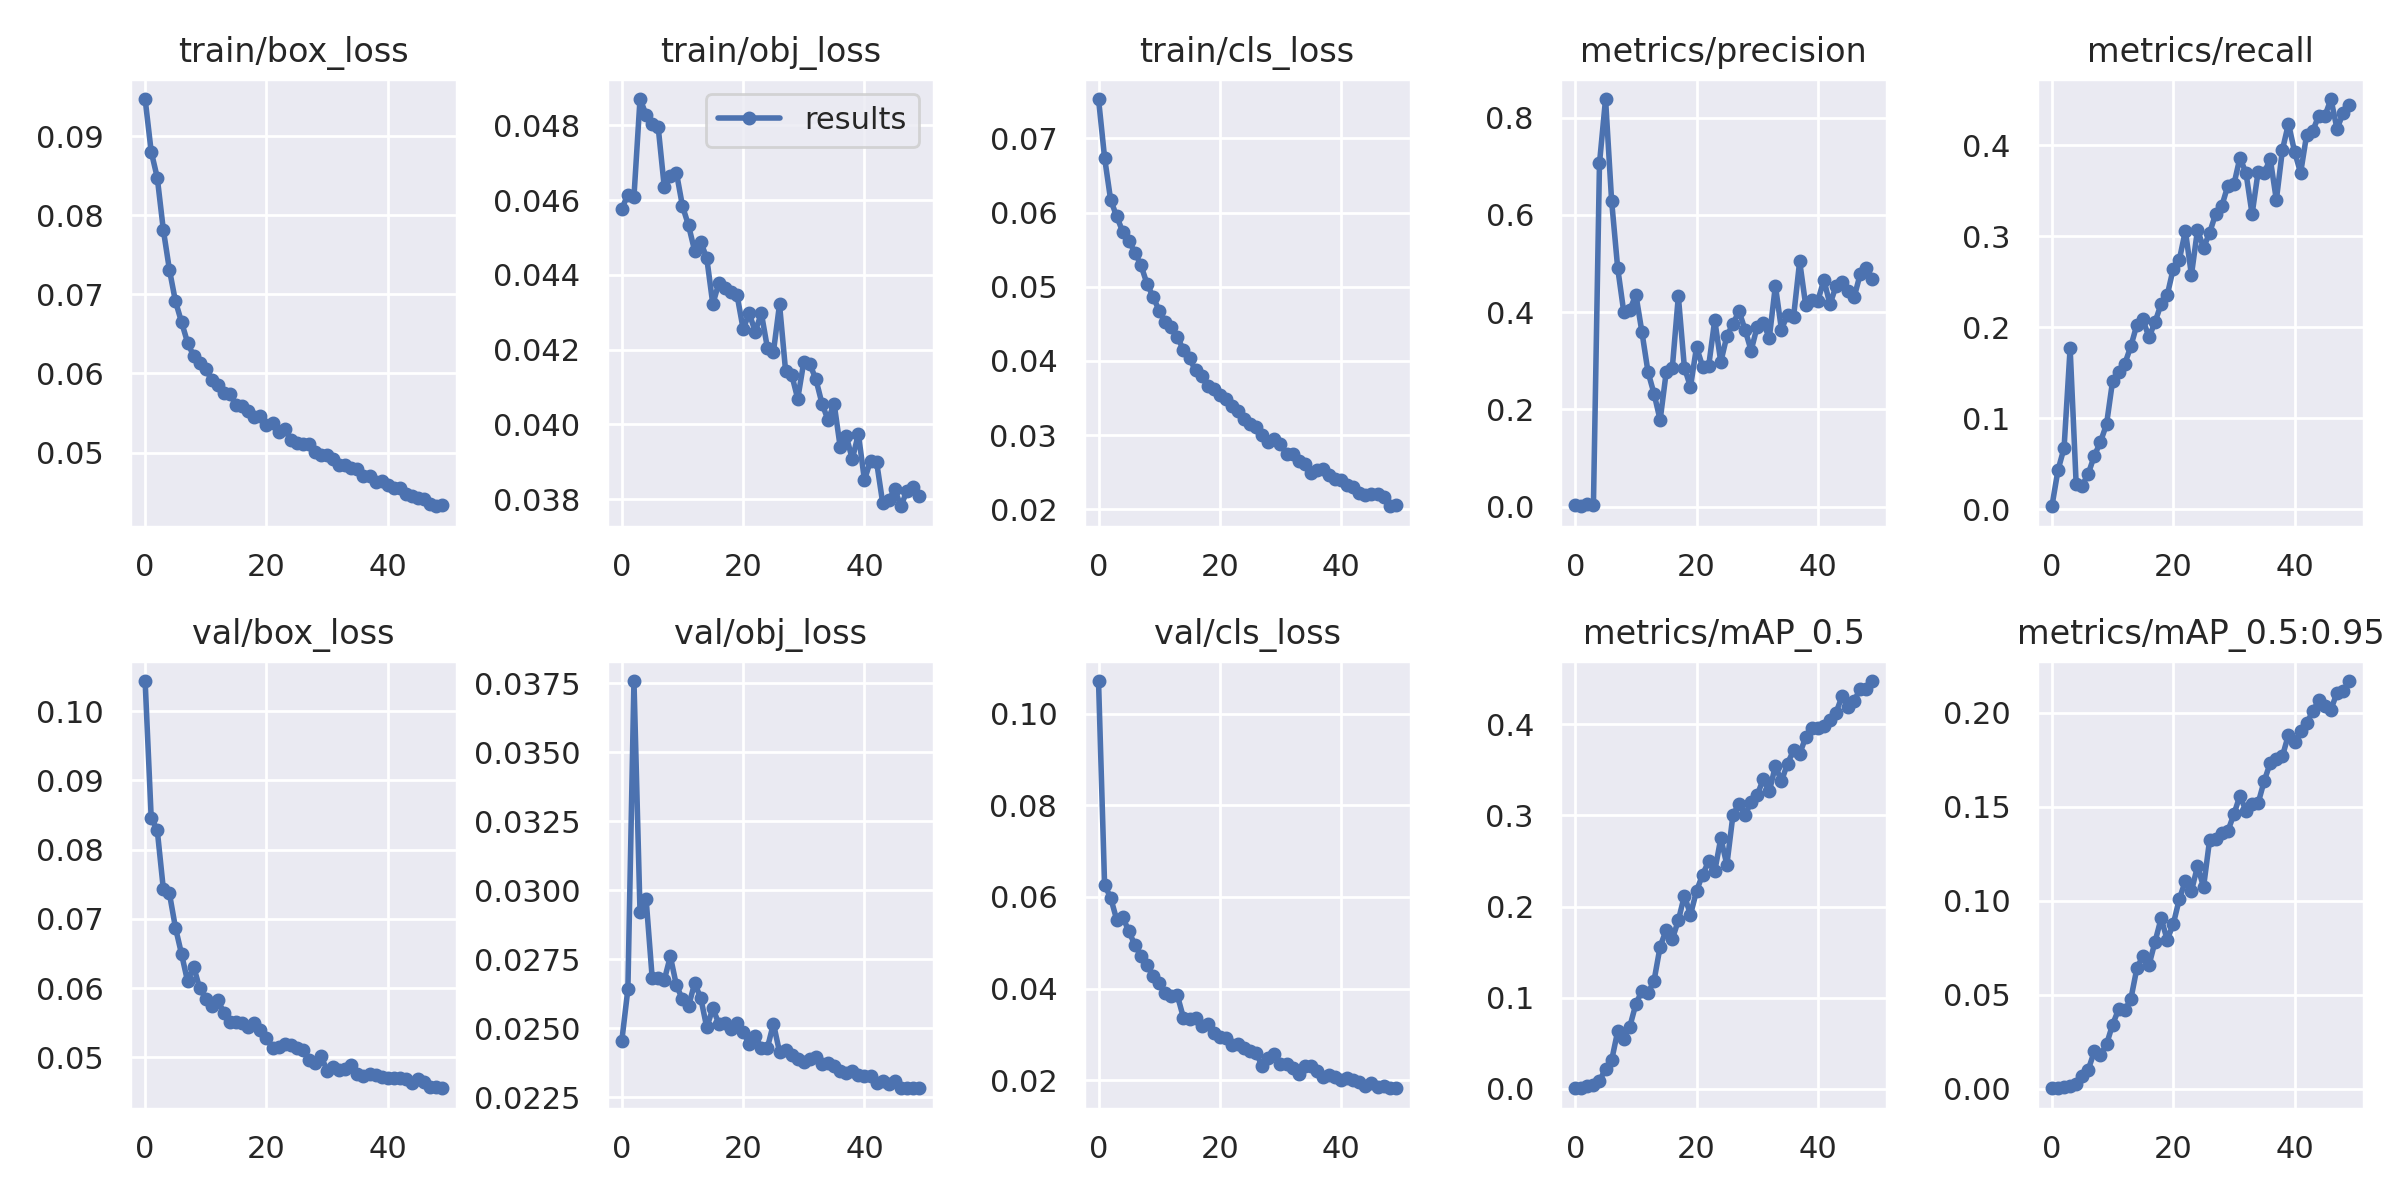 train/box_loss
0.09
0.08
0.07
0.06
0.05
0 20 40
train/obj_loss
results
0.048
0.046
0.044
0.042
0.040
0.038
0 20 40
train/cls_loss
0.07
0.06
0.05
0.04
0.03
0.02
0 20 40
metrics/precision
0.8
0.6
0.4
0.2
0.0
0 20 40
metrics/recall
0.4
0.3
0.2
0.1
0.0
0 20 40
val/box_loss
0.10
0.09
0.08
0.07
0.06
0.05
0 20 40
val/obj_loss
0.0375
0.0350
0.0325
0.0300
0.0275
0.0250
0.0225
0 20 40
val/cls_loss
0.10
0.08
0.06
0.04
0.02
0 20 40
metrics/mAP_0.5
0.4
0.3
0.2
0.1
0.0
0 20 40
metrics/mAP_0.5:0.95
0.20
0.15
0.10
0.05
0.00
0 20 40